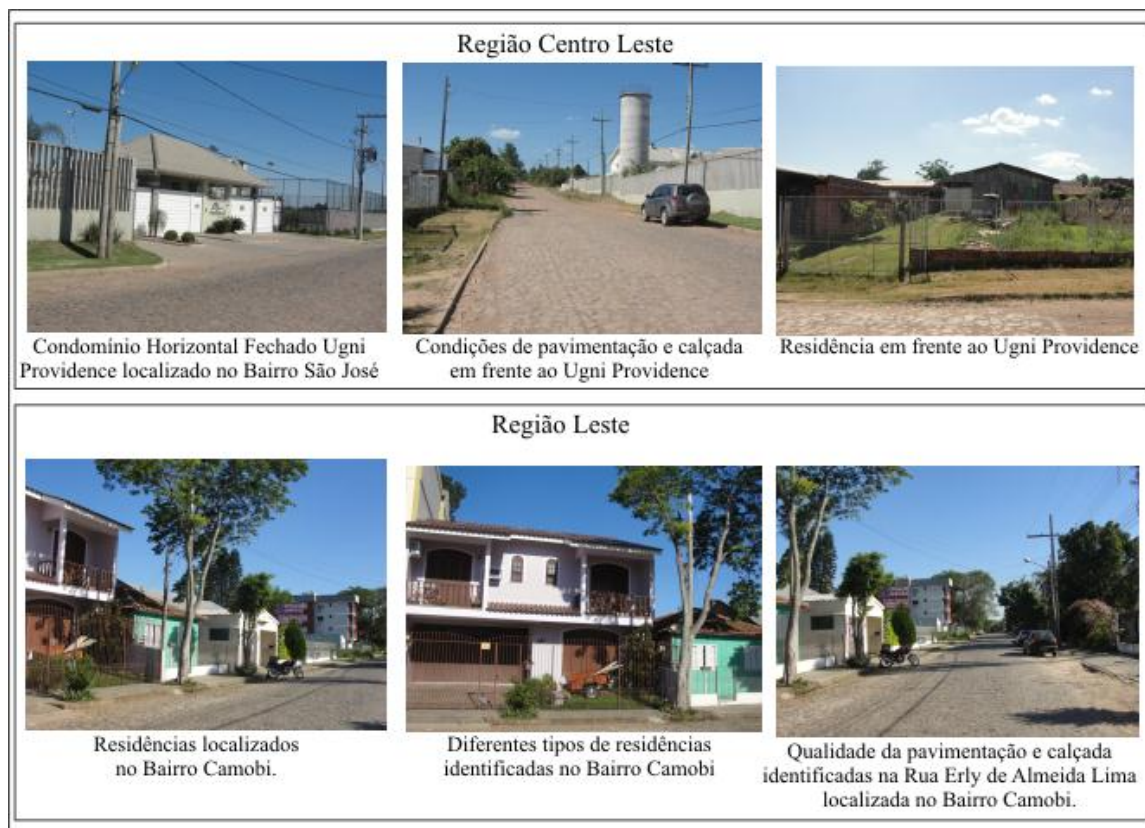 Região Centro Leste
Condomínio Horizontal Fechado Ugni
Providence localizado no Bairro São José
Condições de pavimentação e calçada
em frente ao Ugni Providence
Residência em frente ao Ugni Providence
Região Leste
Residências localizados
no Bairro Camobi.
Diferentes tipos de residências
identificadas no Bairro Camobi
Qualidade da pavimentação e calçada
identificadas na Rua Erly de Almeida Lima
localizada no Bairro Camobi.